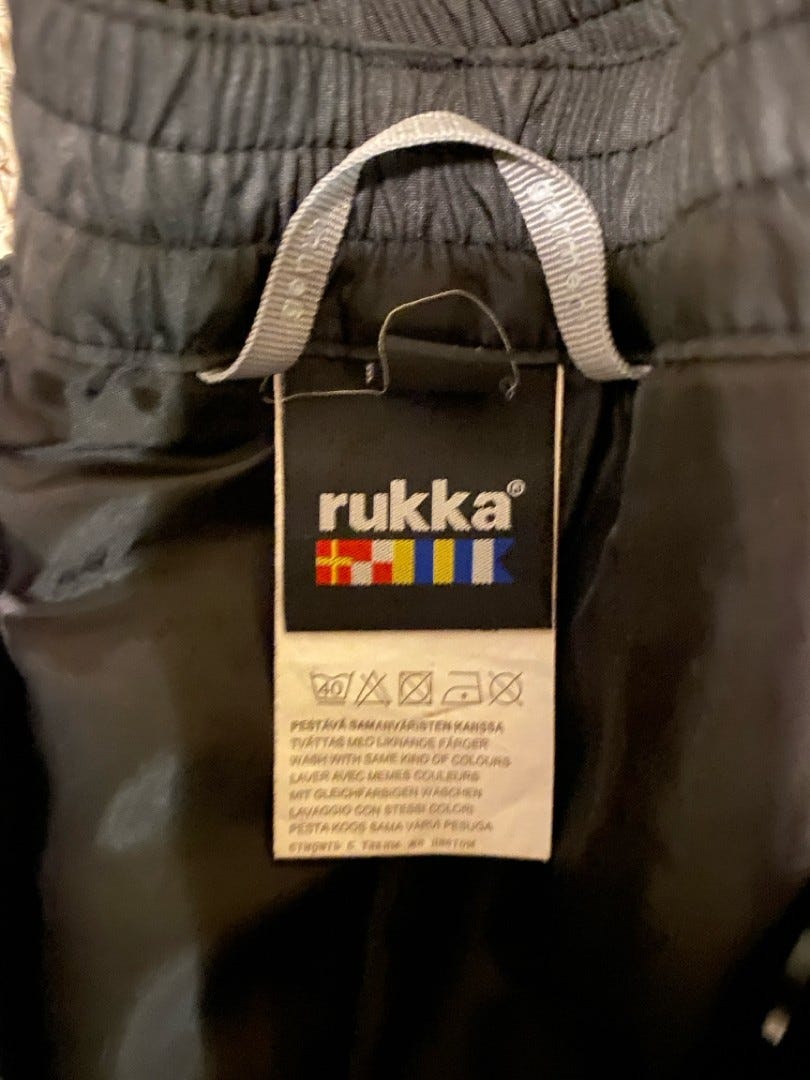 rukka®
40
PESTÄVÄ SAMANVÄRISTEN KANSSA
TVÄTTAS MED LIKNANDE FÄRGER
WASH WITH SAME KIND OF COLOURS
LAVER AVEC MEMES COULEURS
MIT GLEICHFARBIGEN WASCHEN
LAVAGGIO CON STESSI COLORI
PESTA KOOS SAMA VÄRVI PESUGA